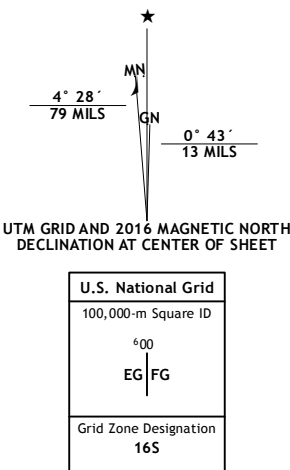 ★
MN
GN
4° 28´
79 MILS
0° 43´
13 MILS
UTM GRID AND 2016 MAGNETIC NORTH
DECLINATION AT CENTER OF SHEET
U.S. National Grid
100,000-m Square ID
⁶00
EG FG
Grid Zone Designation
16S